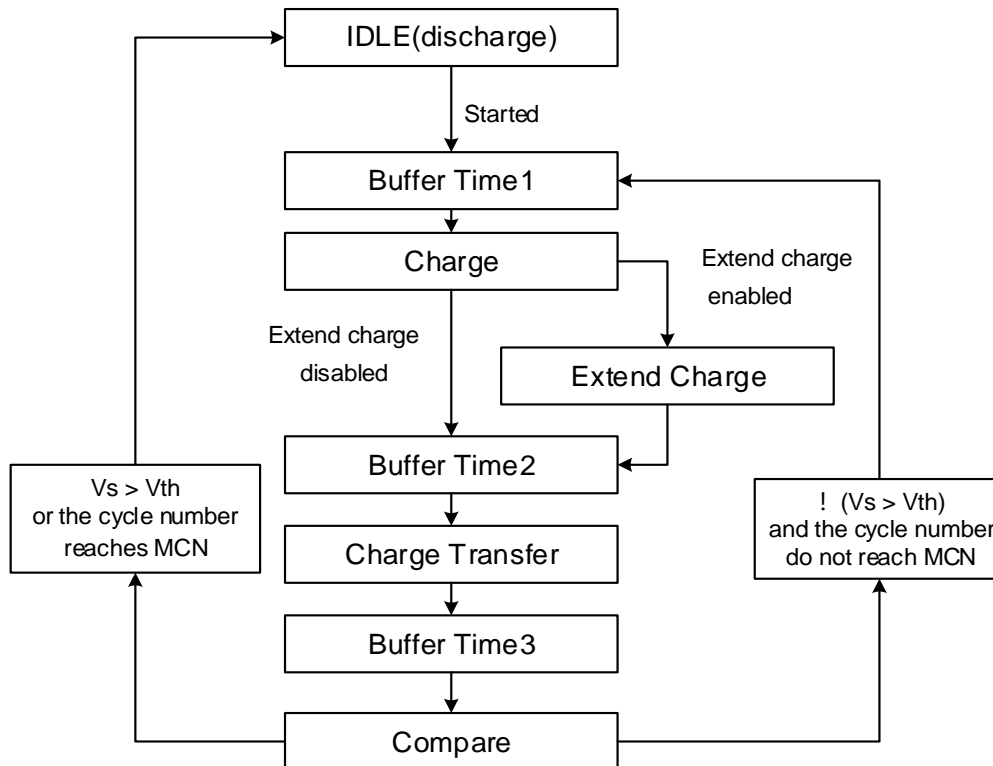 IDLE(discharge)
Started
Buffer Time1
Charge
Extend charge
enabled
Extend charge
disabled
Extend Charge
Buffer Time2
Vs > Vth
or the cycle number
reaches MCN
! (Vs > Vth)
and the cycle number
do not reach MCN
Charge Transfer
Buffer Time3
Compare